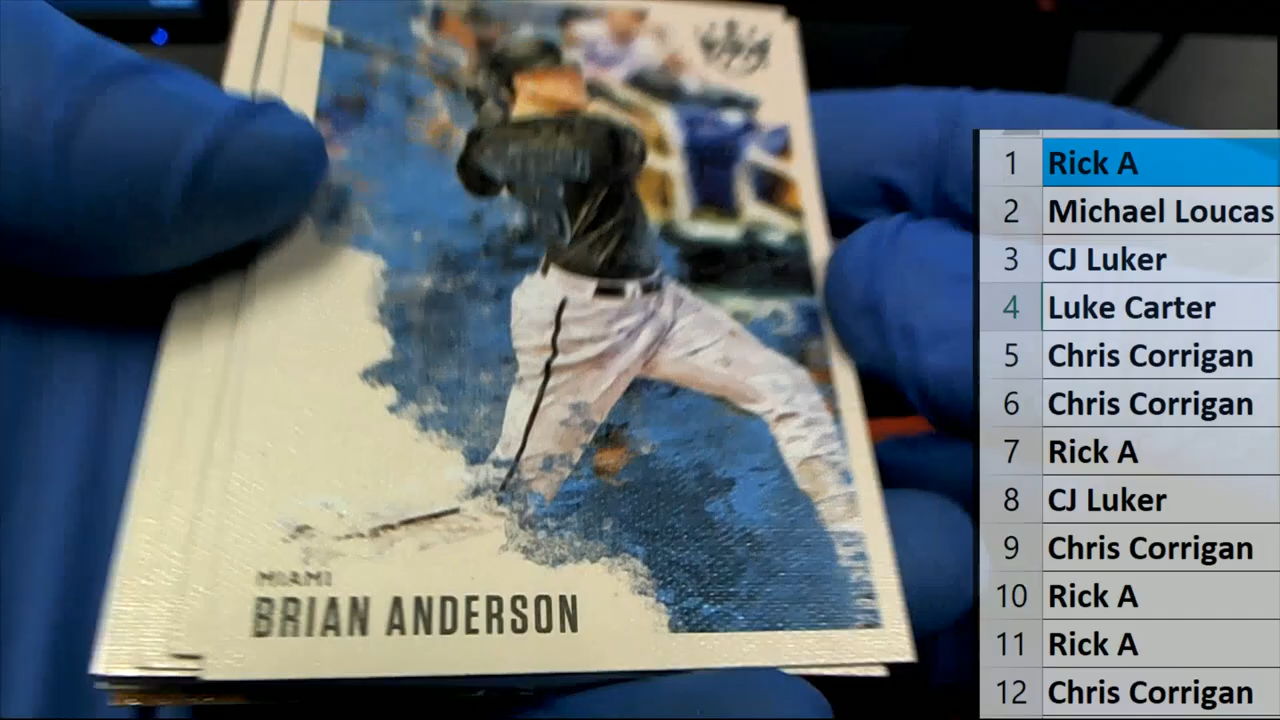 MIAMI
BRIAN ANDERSON
1 Rick A
2 Michael Loucas
3 CJ Luker
4 Luke Carter
5 Chris Corrigan
6 Chris Corrigan
7 Rick A
8 CJ Luker
9 Chris Corrigan
10 Rick A
11 Rick A
12 Chris Corrigan